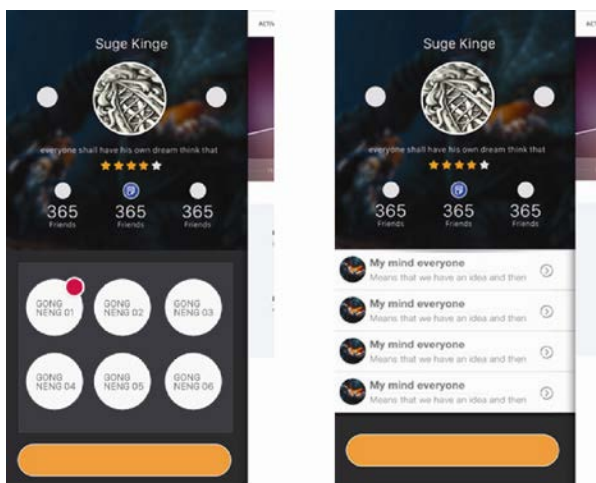 Suge Kinge
everyone shall have his own dream think that
365
365
365
Friends
Friends
Friends
GONG
NENG 01
GONG
NENG 02
GONG
NENG 03
GONG
NENG 04
GONG
NENG 05
GONG
NENG 06
ACTIV
Suge Kinge
everyone shall have his own dream think that
365
365
365
Friends
Friends
Friends
My mind everyone
Means that we have an idea and then
My mind everyone
Means that we have an idea and then
My mind everyone
Means that we have an idea and then
My mind everyone
Means that we have an idea and then